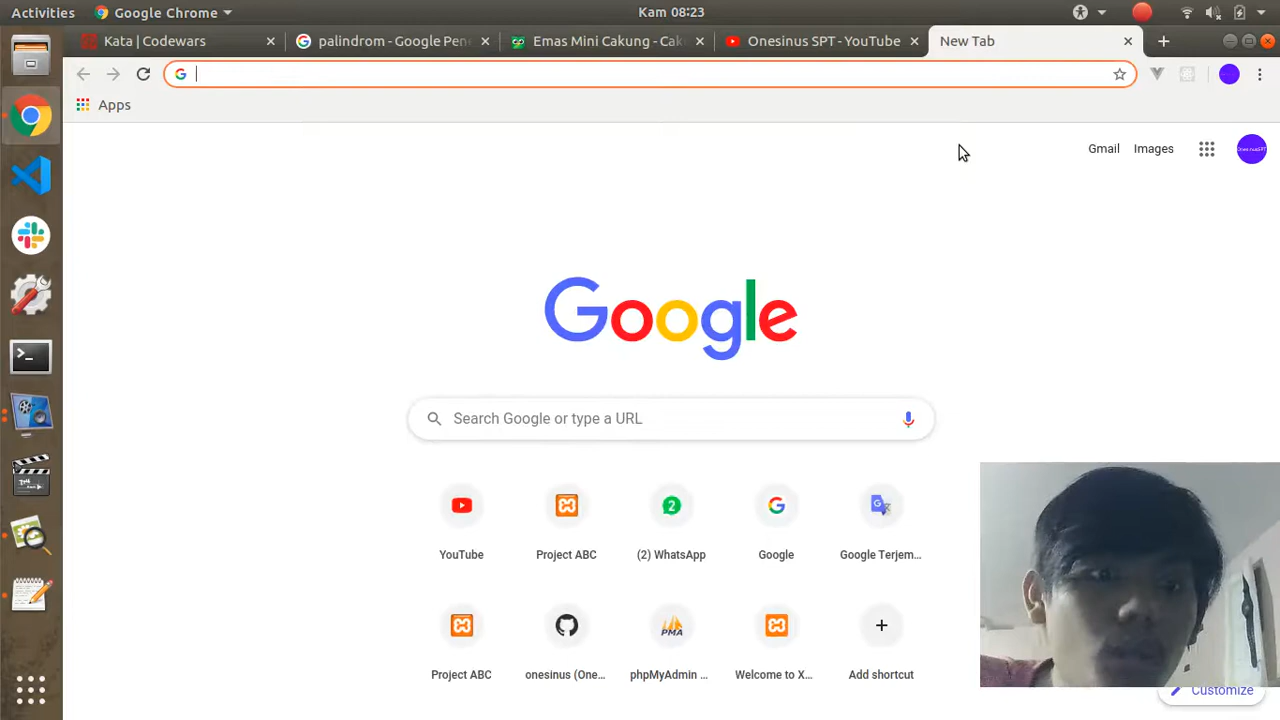 Activities
Google Chrome
Kam 08:23
Kata | Codewars
palindrom - Google Pen
Emas Mini Cakung - Cak
Onesinus SPT - YouTube
New Tab
Apps
Gmail
Images
Google
Search Google or type a URL
YouTube
Project ABC
(2) WhatsApp
Google
Google Terjem...
Project ABC
onesinus (One...
phpMyAdmin ...
Welcome to X...
Add shortcut
Customize
2
PMA